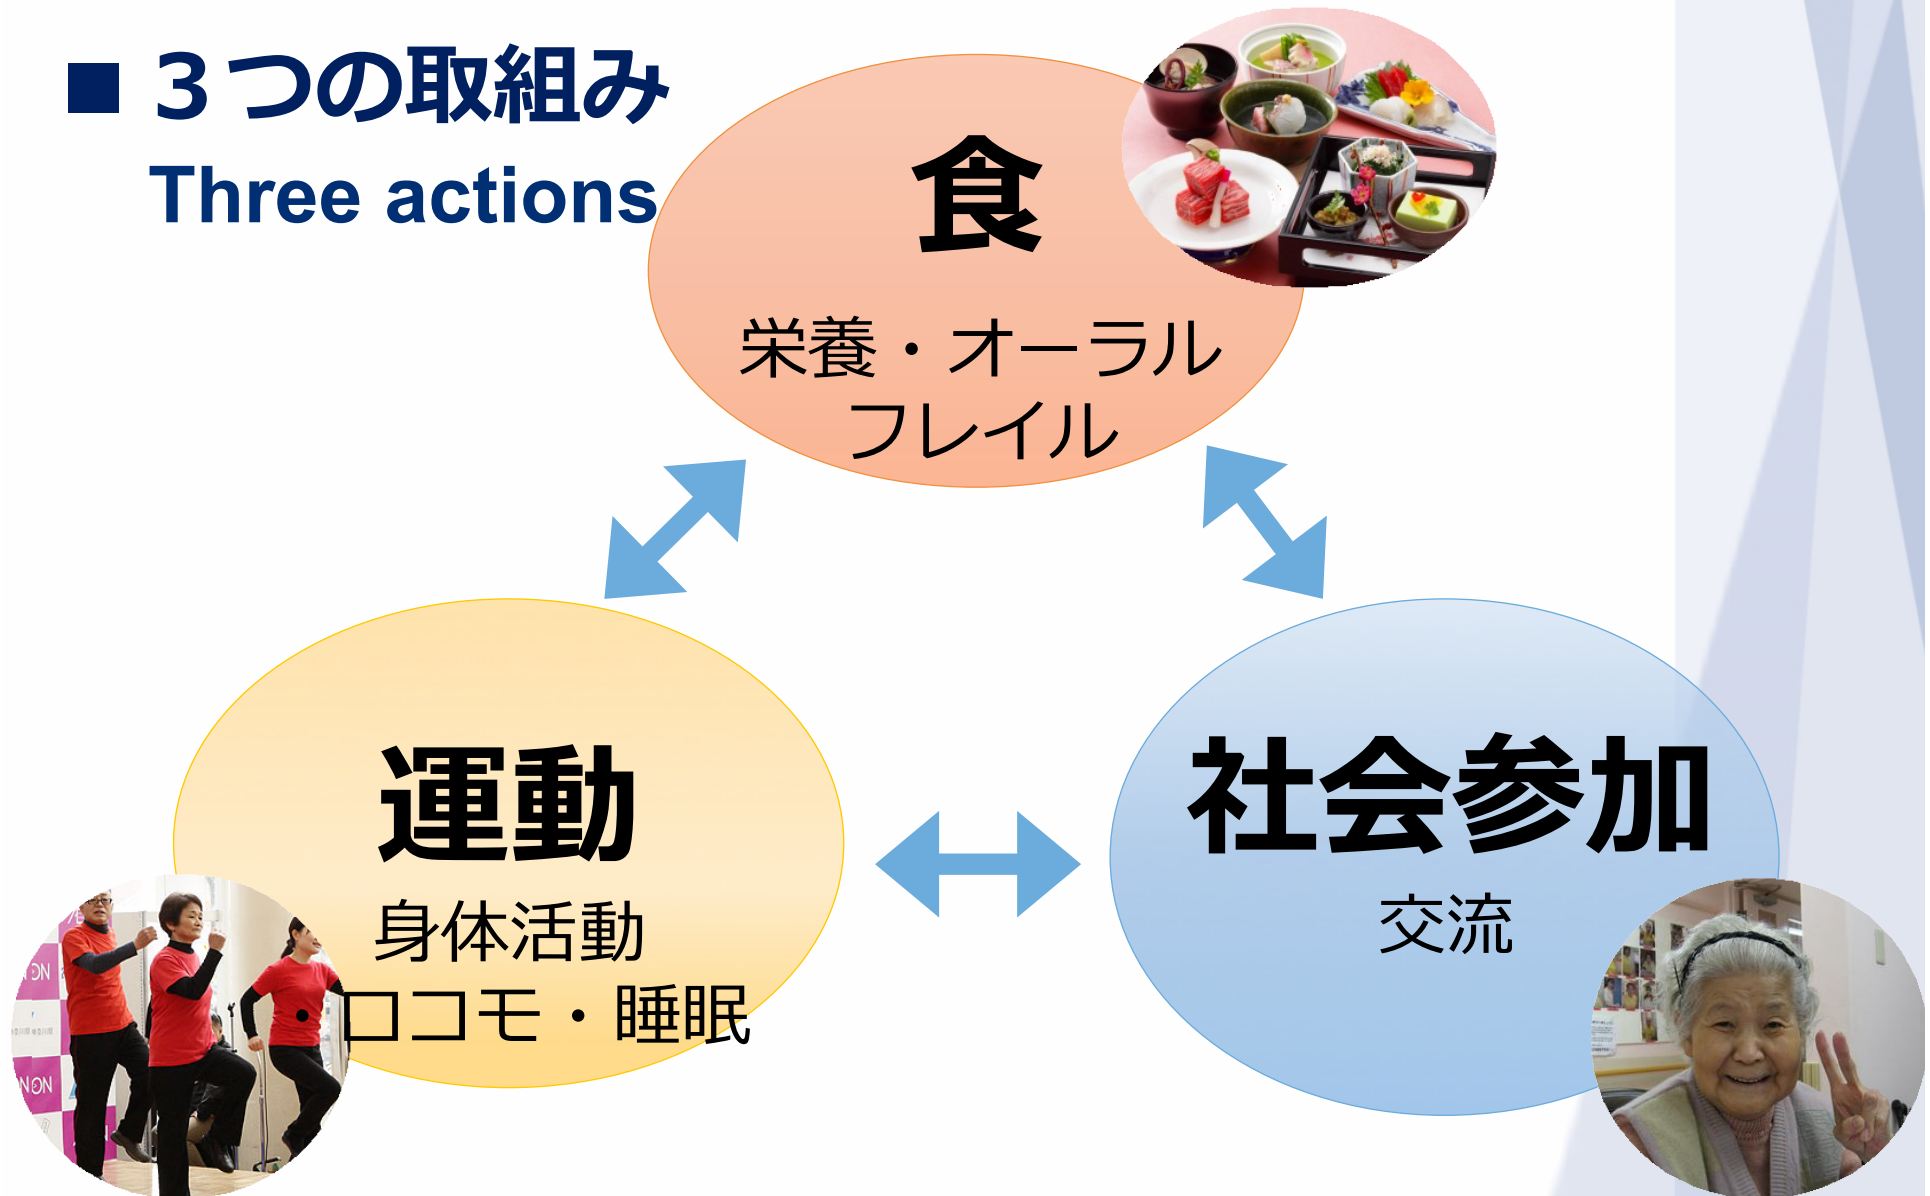 ■ ３つの取組み
Three actions
食
栄養・オーラル
フレイル
運動
身体活動
・ロコモ・睡眠
社会参加
交流
NON